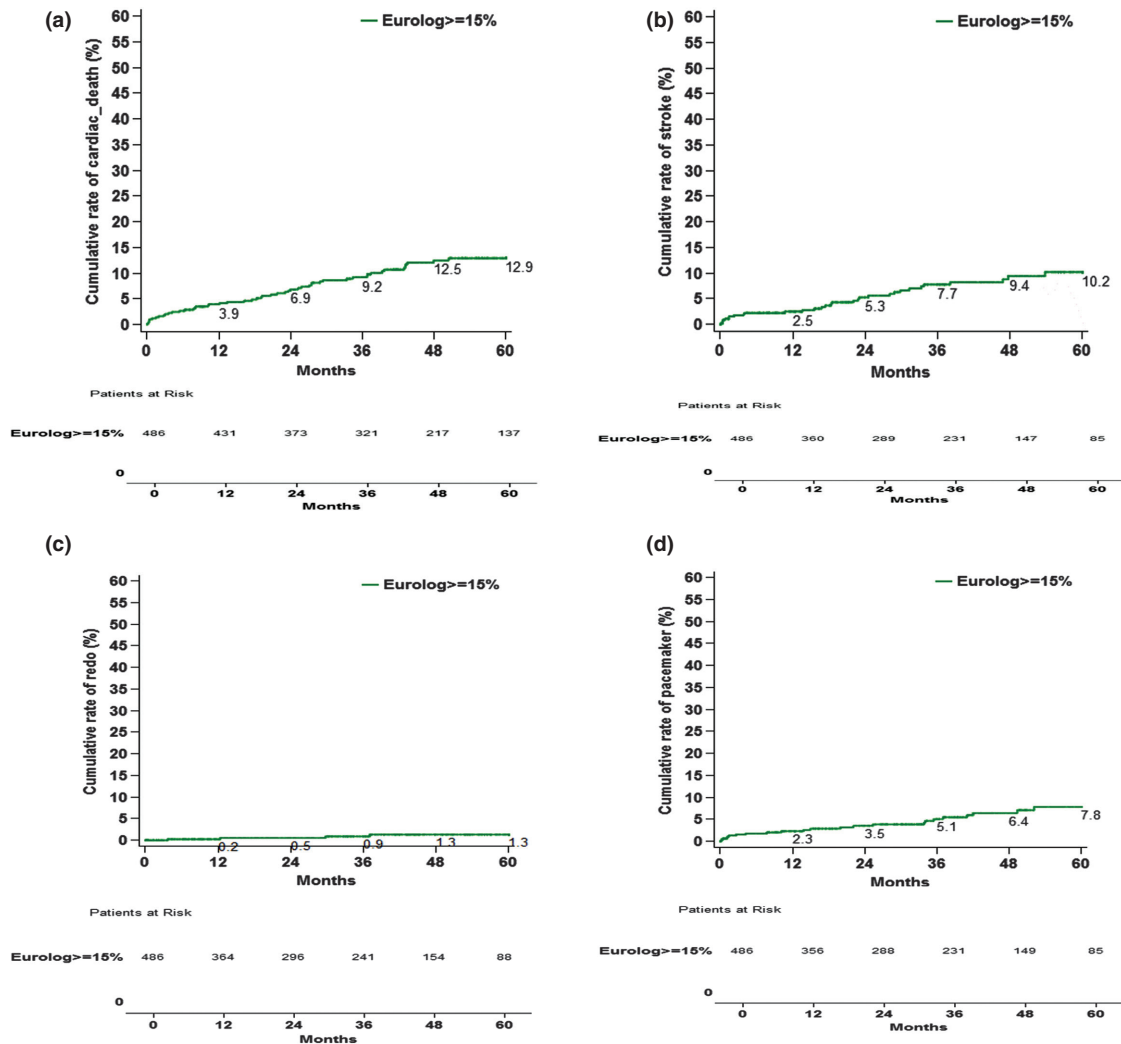 (a)
Eurolog>=15%
Cumulative rate of cardiac_death (%)
60
55
50
45
40
35
30
25
20
15
10
5
0
3.9
6.9
9.2
12.5
12.9
0 12 24 36 48 60
Months
Patients at Risk
Eurolog>=15% 486 431 373 321 217 137
0
0 12 24 36 48 60
Months
(b)
Eurolog>=15%
Cumulative rate of stroke (%)
60
55
50
45
40
35
30
25
20
15
10
5
0
2.5
5.3
7.7
9.4
10.2
0 12 24 36 48 60
Months
Patients at Risk
Eurolog>=15% 486 360 289 231 147 85
0
0 12 24 36 48 60
Months
(c)
Eurolog>=15%
Cumulative rate of redo (%)
60
55
50
45
40
35
30
25
20
15
10
5
0
0.2
0.5
0.9
1.3
1.3
0 12 24 36 48 60
Months
Patients at Risk
Eurolog>=15% 486 364 296 241 154 88
0
0 12 24 36 48 60
Months
(d)
Eurolog>=15%
Cumulative rate of pacemaker (%)
60
55
50
45
40
35
30
25
20
15
10
5
0
2.3
3.5
5.1
6.4
7.8
0 12 24 36 48 60
Months
Patients at Risk
Eurolog>=15% 486 356 288 231 149 85
0
0 12 24 36 48 60
Months